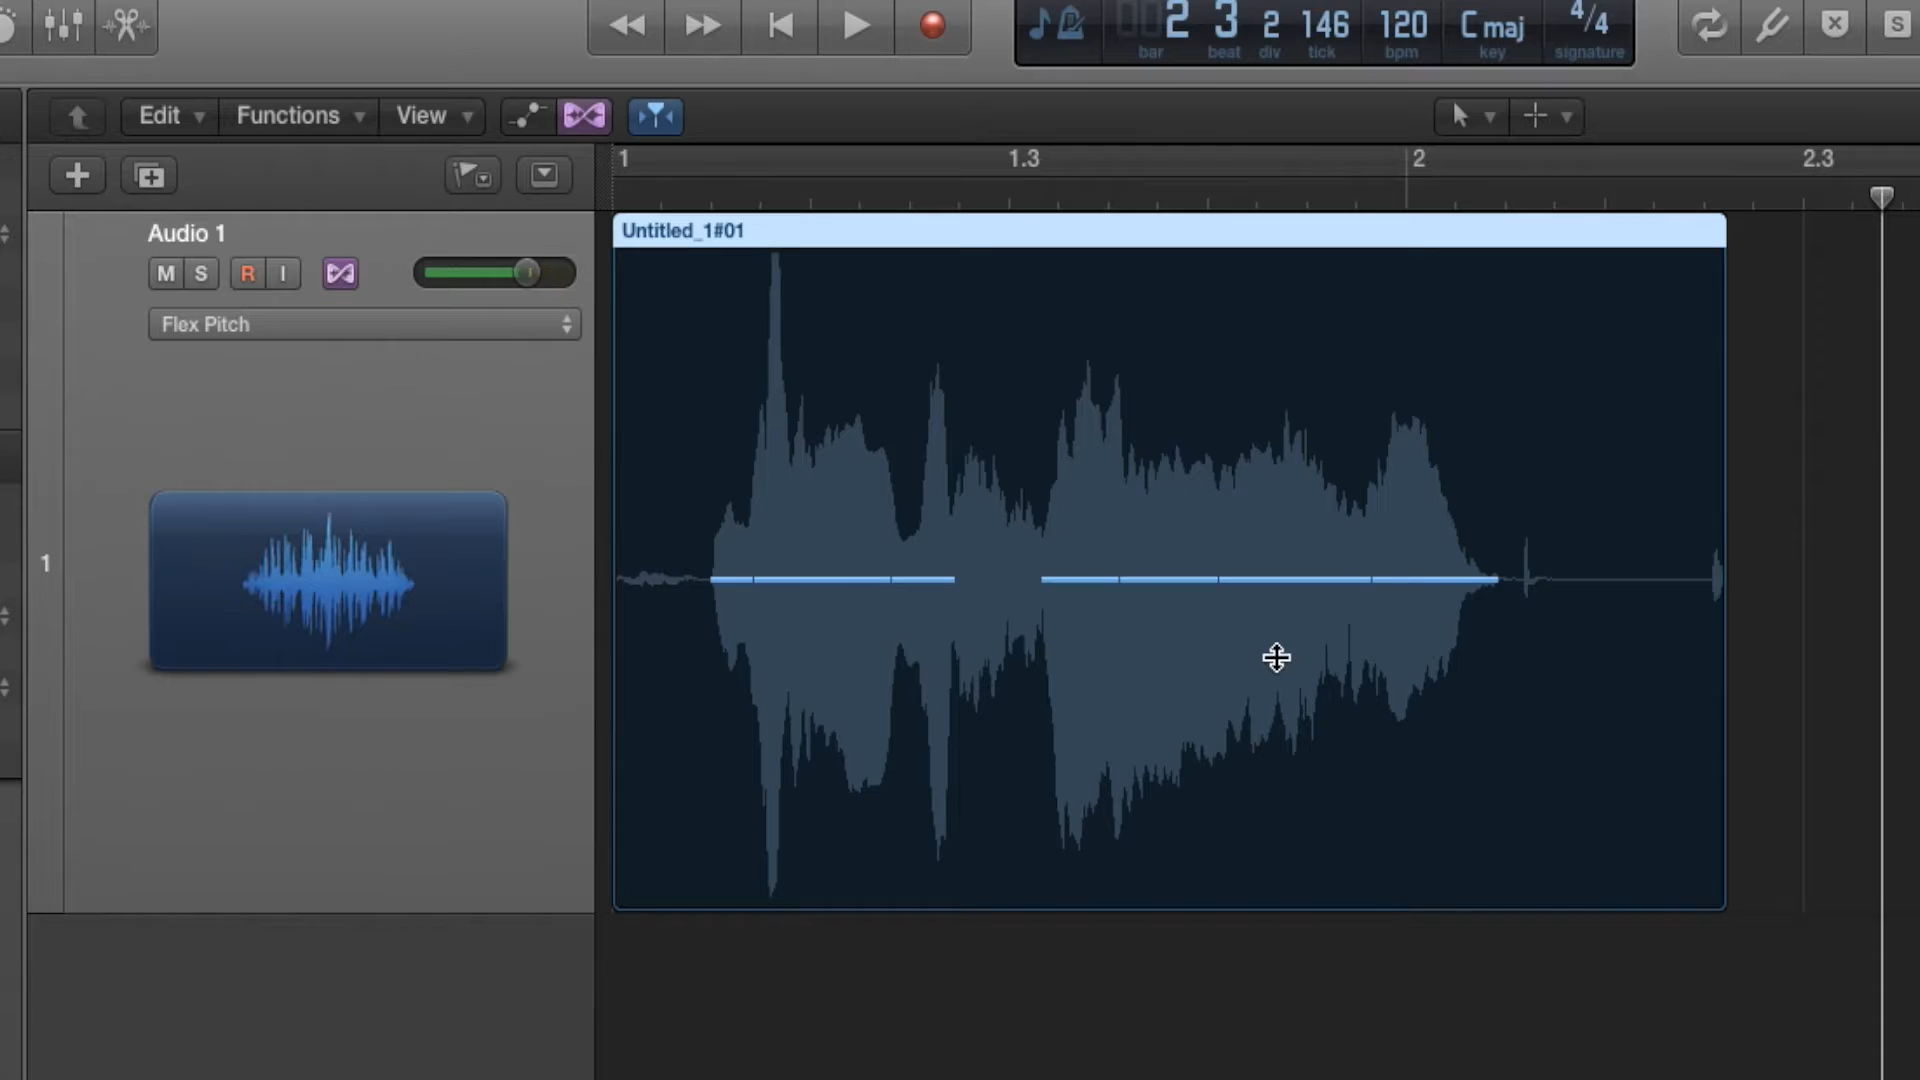 2 3 2 146 120 C maj 4/4
bar beat div tick bpm key signature
S
Edit Functions View
1 1.3 2 2.3
Audio 1
Untitled_1#01
M S R I
Flex Pitch
1